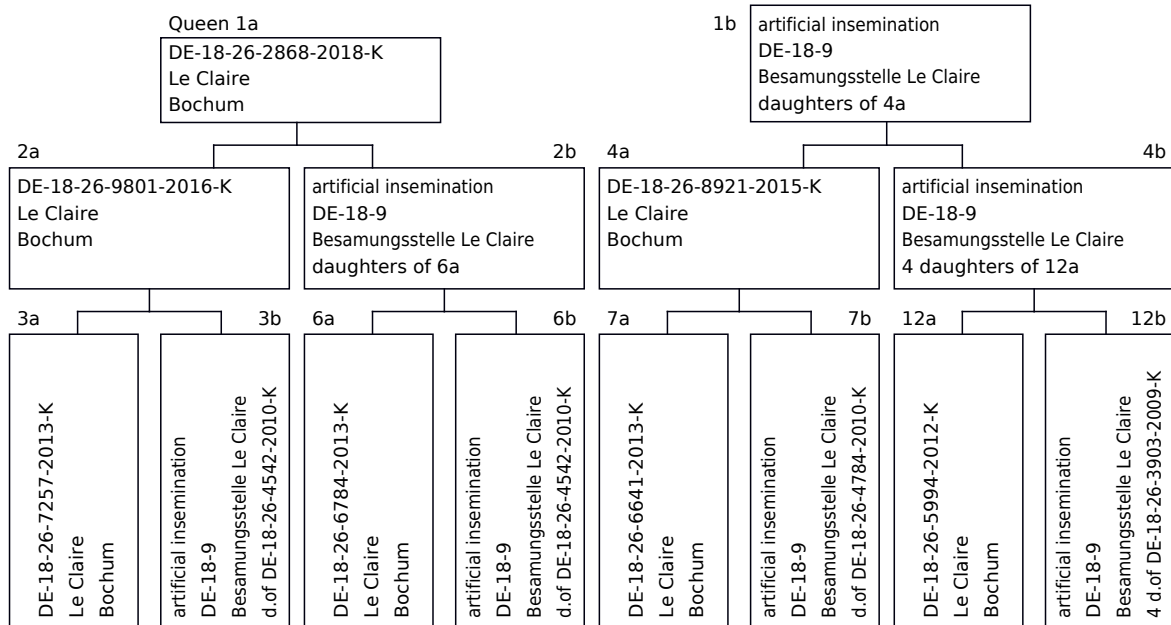 Queen 1a
DE-18-26-2868-2018-K
Le Claire
Bochum
1b
artificial insemination
DE-18-9
Besamungsstelle Le Claire
daughters of 4a
2a
DE-18-26-9801-2016-K
Le Claire
Bochum
2b
artificial insemination
DE-18-9
Besamungsstelle Le Claire
daughters of 6a
4a
DE-18-26-8921-2015-K
Le Claire
Bochum
4b
artificial insemination
DE-18-9
Besamungsstelle Le Claire
4 daughters of 12a
3a
DE-18-26-7257-2013-K
Le Claire
Bochum
3b
artificial insemination
DE-18-9
Besamungsstelle Le Claire
d.of DE-18-26-4542-2010-K
6a
DE-18-26-6784-2013-K
Le Claire
Bochum
6b
artificial insemination
DE-18-9
Besamungsstelle Le Claire
d.of DE-18-26-4542-2010-K
7a
DE-18-26-6641-2013-K
Le Claire
Bochum
7b
artificial insemination
DE-18-9
Besamungsstelle Le Claire
d.of DE-18-26-4784-2010-K
12a
DE-18-26-5994-2012-K
Le Claire
Bochum
12b
artificial insemination
DE-18-9
Besamungsstelle Le Claire
4 d.of DE-18-26-3903-2009-K